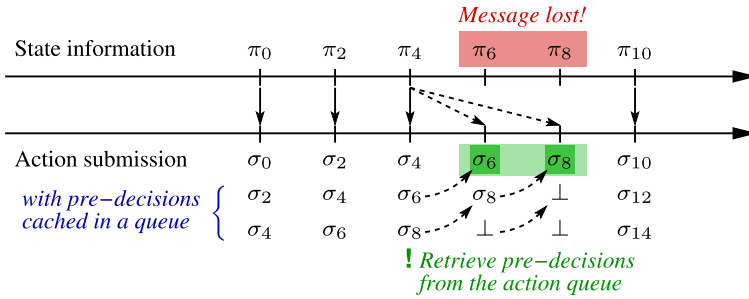 Message lost!
State information π₀ π₂ π₄ π₆ π₈ π₁₀
Action submission σ₀ σ₂ σ₄ σ₆ σ₈ σ₁₀
with pre−decisions σ₂ σ₄ σ₆ σ₈ ⊥ σ₁₂
cached in a queue σ₄ σ₆ σ₈ ⊥ ⊥ σ₁₄
! Retrieve pre−decisions
from the action queue